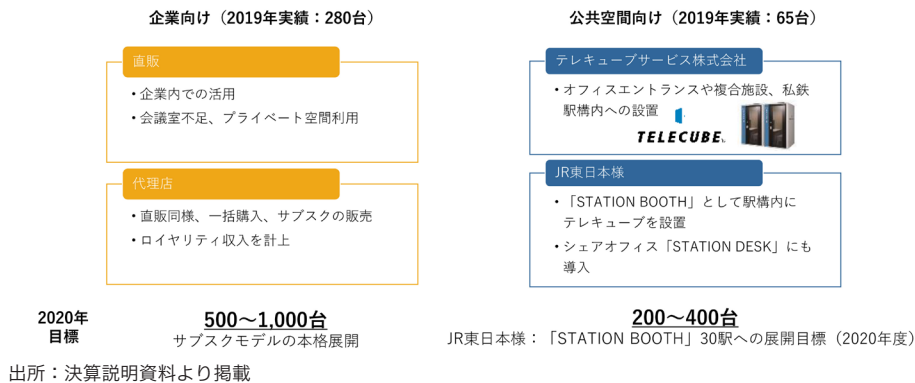 企業向け（2019年実績：280台）
直販
・企業内での活用
・会議室不足、プライベート空間利用
代理店
・直販同様、一括購入、サブスクの販売
・ロイヤリティ収入を計上
公共空間向け（2019年実績：65台）
テレキューブサービス株式会社
・オフィスエントランスや複合施設、私鉄
駅構内への設置
TELECUBE
JR東日本様
・「STATION BOOTH」として駅構内に
テレキューブを設置
・シェアオフィス「STATION DESK」にも
導入
2020年
目標
500～1,000台
サブスクモデルの本格展開
200～400台
JR東日本様：「STATION BOOTH」30駅への展開目標（2020年度）
出所：決算説明資料より掲載